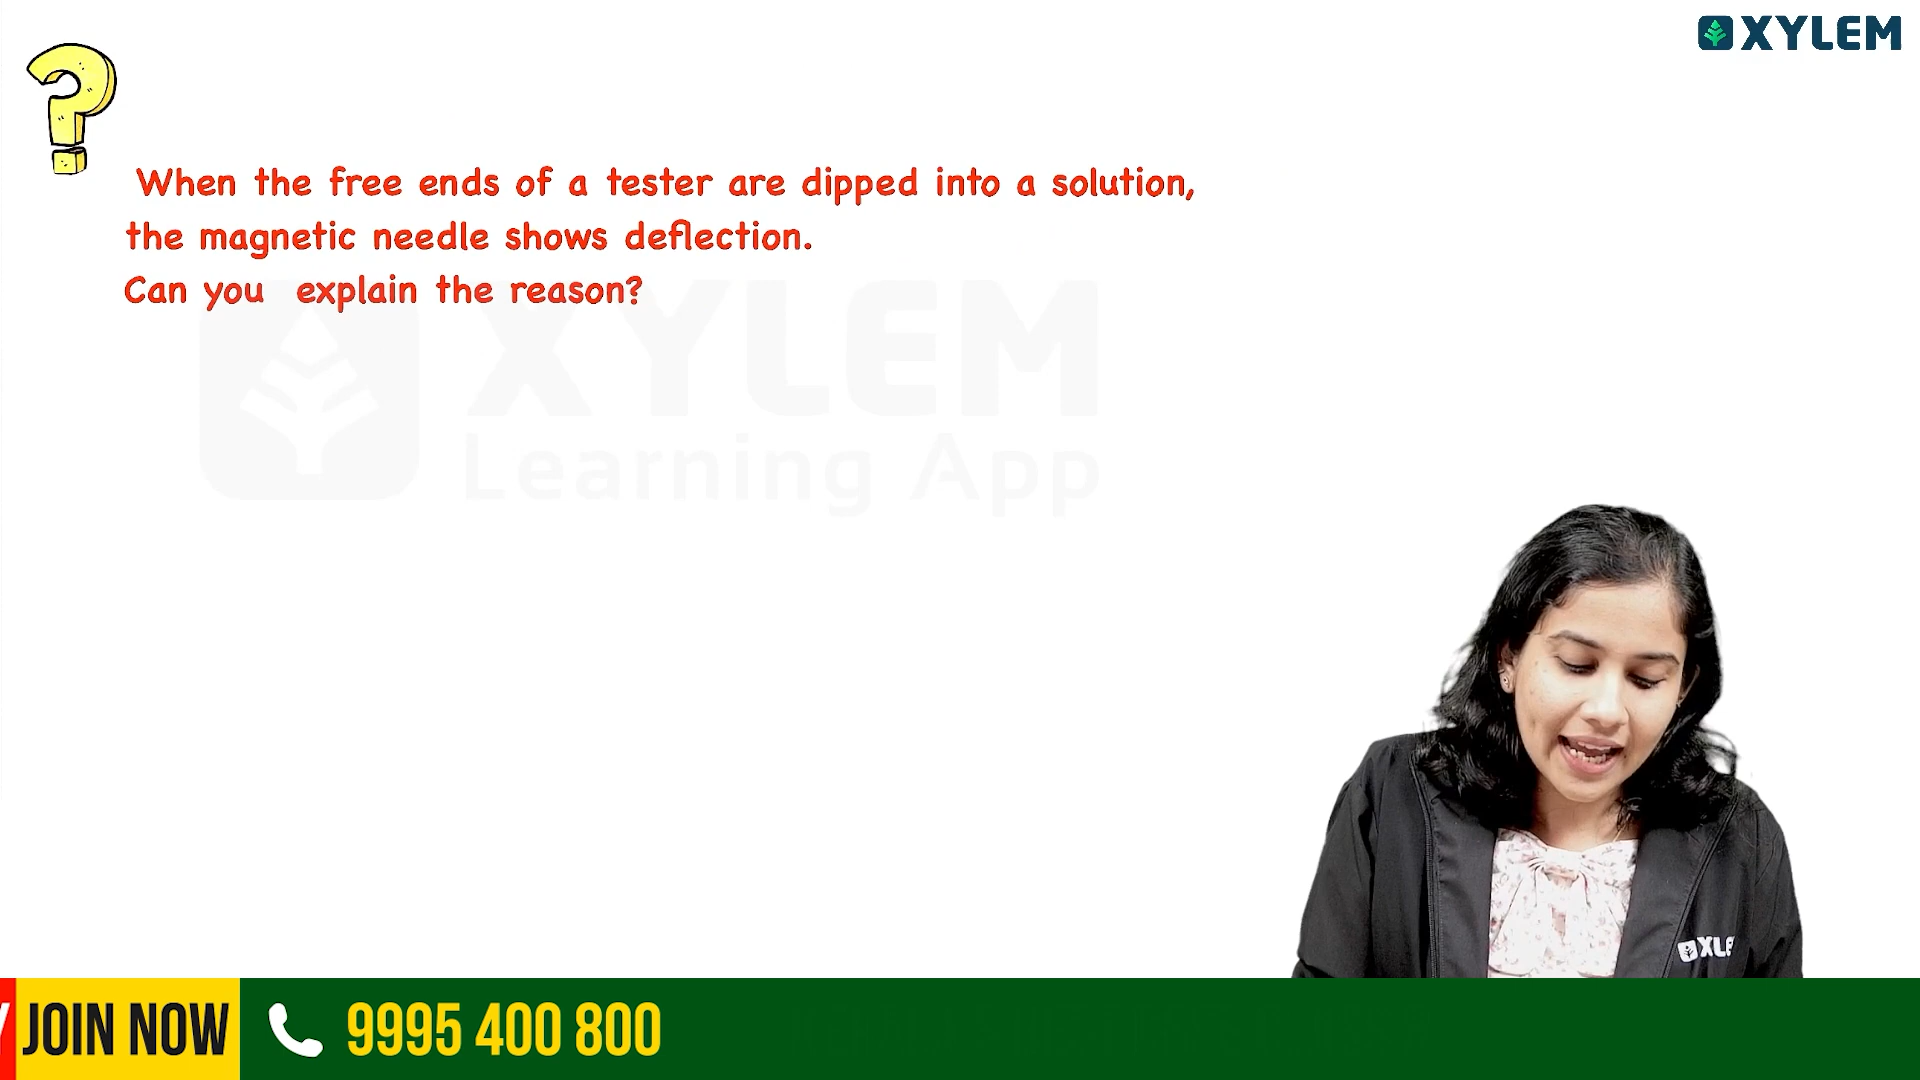 XYLEM
When the free ends of a tester are dipped into a solution,
the magnetic needle shows deflection.
Can you explain the reason?
XYLEM
Learning App
JOIN NOW
9995 400 800